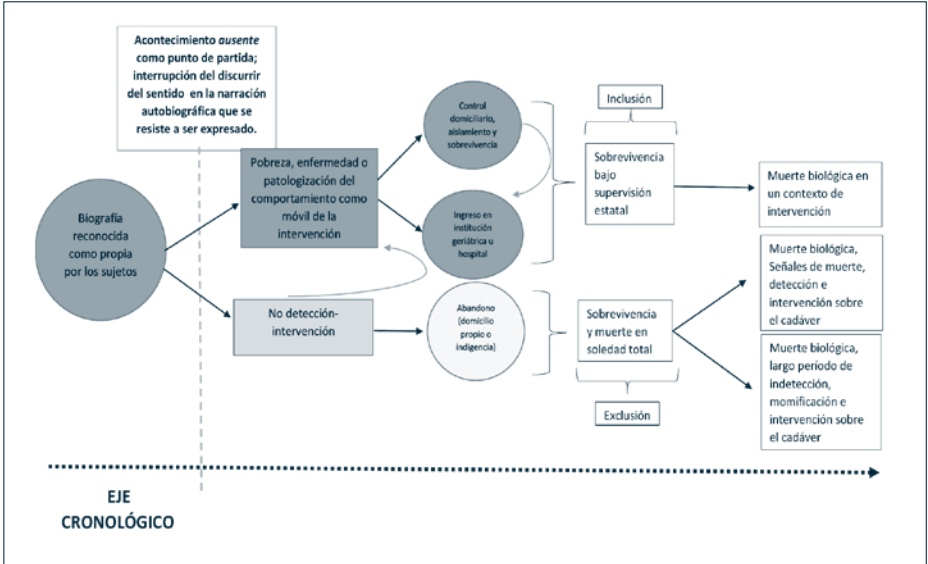 Acontecimiento ausente
como punto de partida;
interrupción del discurrir
del sentido en la narración
autobiográfica que se
resiste a ser expresado.
Biografía
reconocida
como propia
por los sujetos
Pobreza, enfermedad o
patologización del
comportamiento como
móvil de la
intervención
No detección-
intervención
Control
domiciliario,
aislamiento y
sobrevivencia
Ingreso en
institución
geriátrica u
hospital
Abandono
(domicilio
propio o
indigencia)
Inclusión
Sobrevivencia
bajo
supervisión
estatal
Sobrevivencia
y muerte en
soledad total
Exclusión
Muerte biológica en
un contexto de
intervención
Muerte biológica,
Señales de muerte,
detección e
intervención sobre
el cadáver
Muerte biológica,
largo período de
indetección,
momificación e
intervención sobre
el cadáver
EJE
CRONOLÓGICO